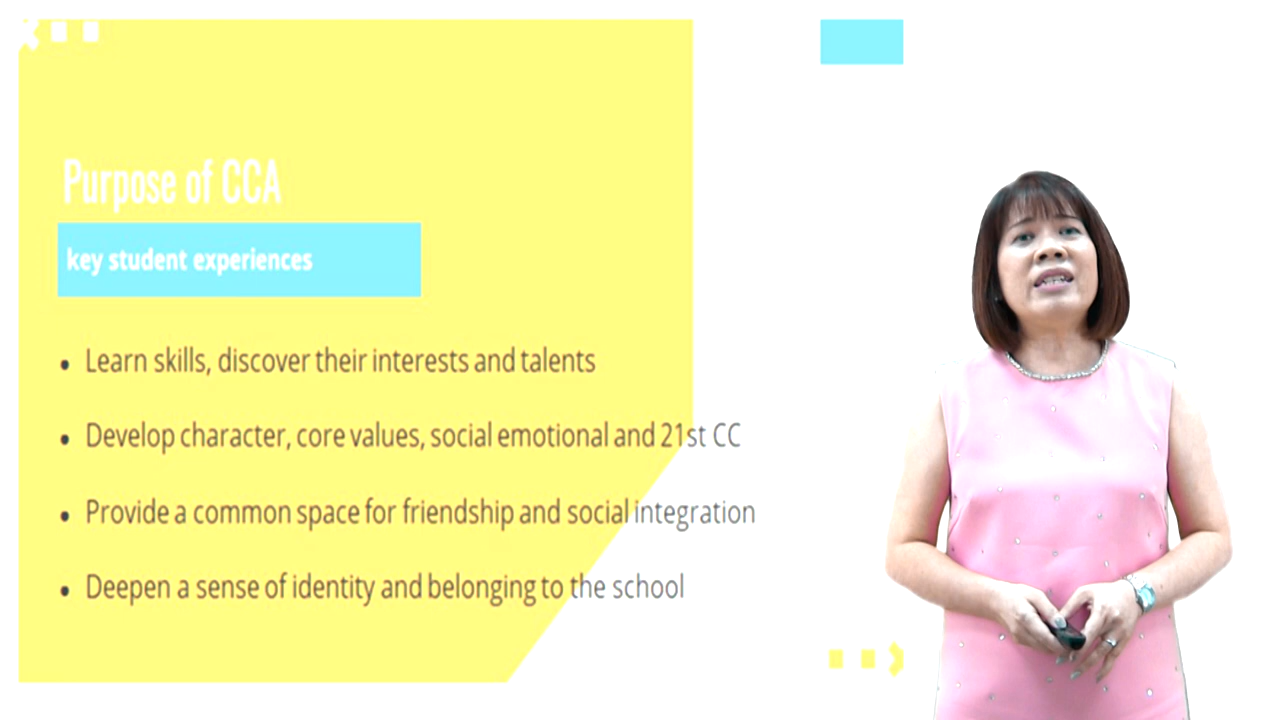 Purpose of CCA
key student experiences
• Learn skills, discover their interests and talents
• Develop character, core values, social emotional and 21st CC
• Provide a common space for friendship and social integration
• Deepen a sense of identity and belonging to the school